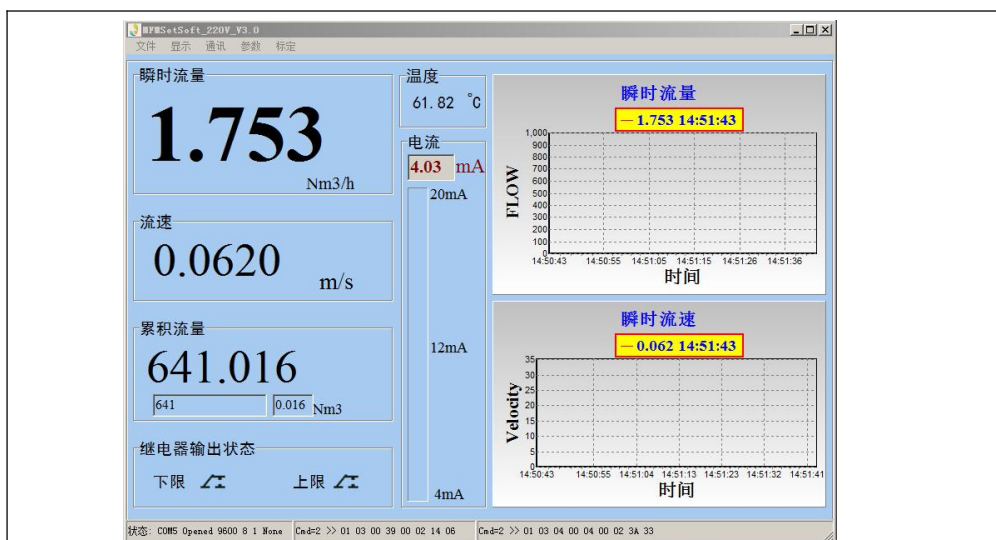 MFMSetSoft_220V_V3.0
文件 显示 通讯 参数 标定
瞬时流量
1.753
Nm3/h
流速
0.0620
m/s
累积流量
641.016
641 0.016 Nm3
继电器输出状态
下限 上限
温度
61.82 °C
电流
4.03 mA
20mA
12mA
4mA
瞬时流量
1.753 14:51:43
FLOW
1,000
900
800
700
600
500
400
300
200
100
0
14:50:43 14:50:55 14:51:05 14:51:15 14:51:26 14:51:36
时间
瞬时流速
0.062 14:51:43
Velocity
35
30
25
20
15
10
5
0
14:50:43 14:50:55 14:51:04 14:51:13 14:51:23 14:51:32 14:51:41
时间
状态: COM5 Opened 9600 8 1 None Cmd=2 >> 01 03 00 39 00 02 14 06 Cmd=2 >> 01 03 04 00 04 00 02 3A 33